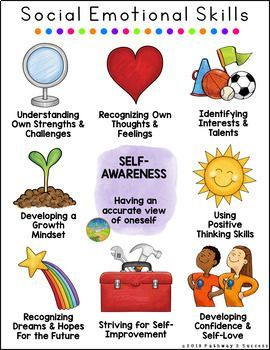 Social Emotional Skills
Understanding
Own Strengths &
Challenges
Recognizing Own
Thoughts &
Feelings
Identifying
Interests &
Talents
Developing a
Growth
Mindset
SELF-
AWARENESS
Having an
accurate view
of oneself
Using
Positive
Thinking Skills
Recognizing
Dreams & Hopes
For the Future
Striving for Self-
Improvement
Developing
Confidence &
Self-Love
©2019 Pathway 2 Success